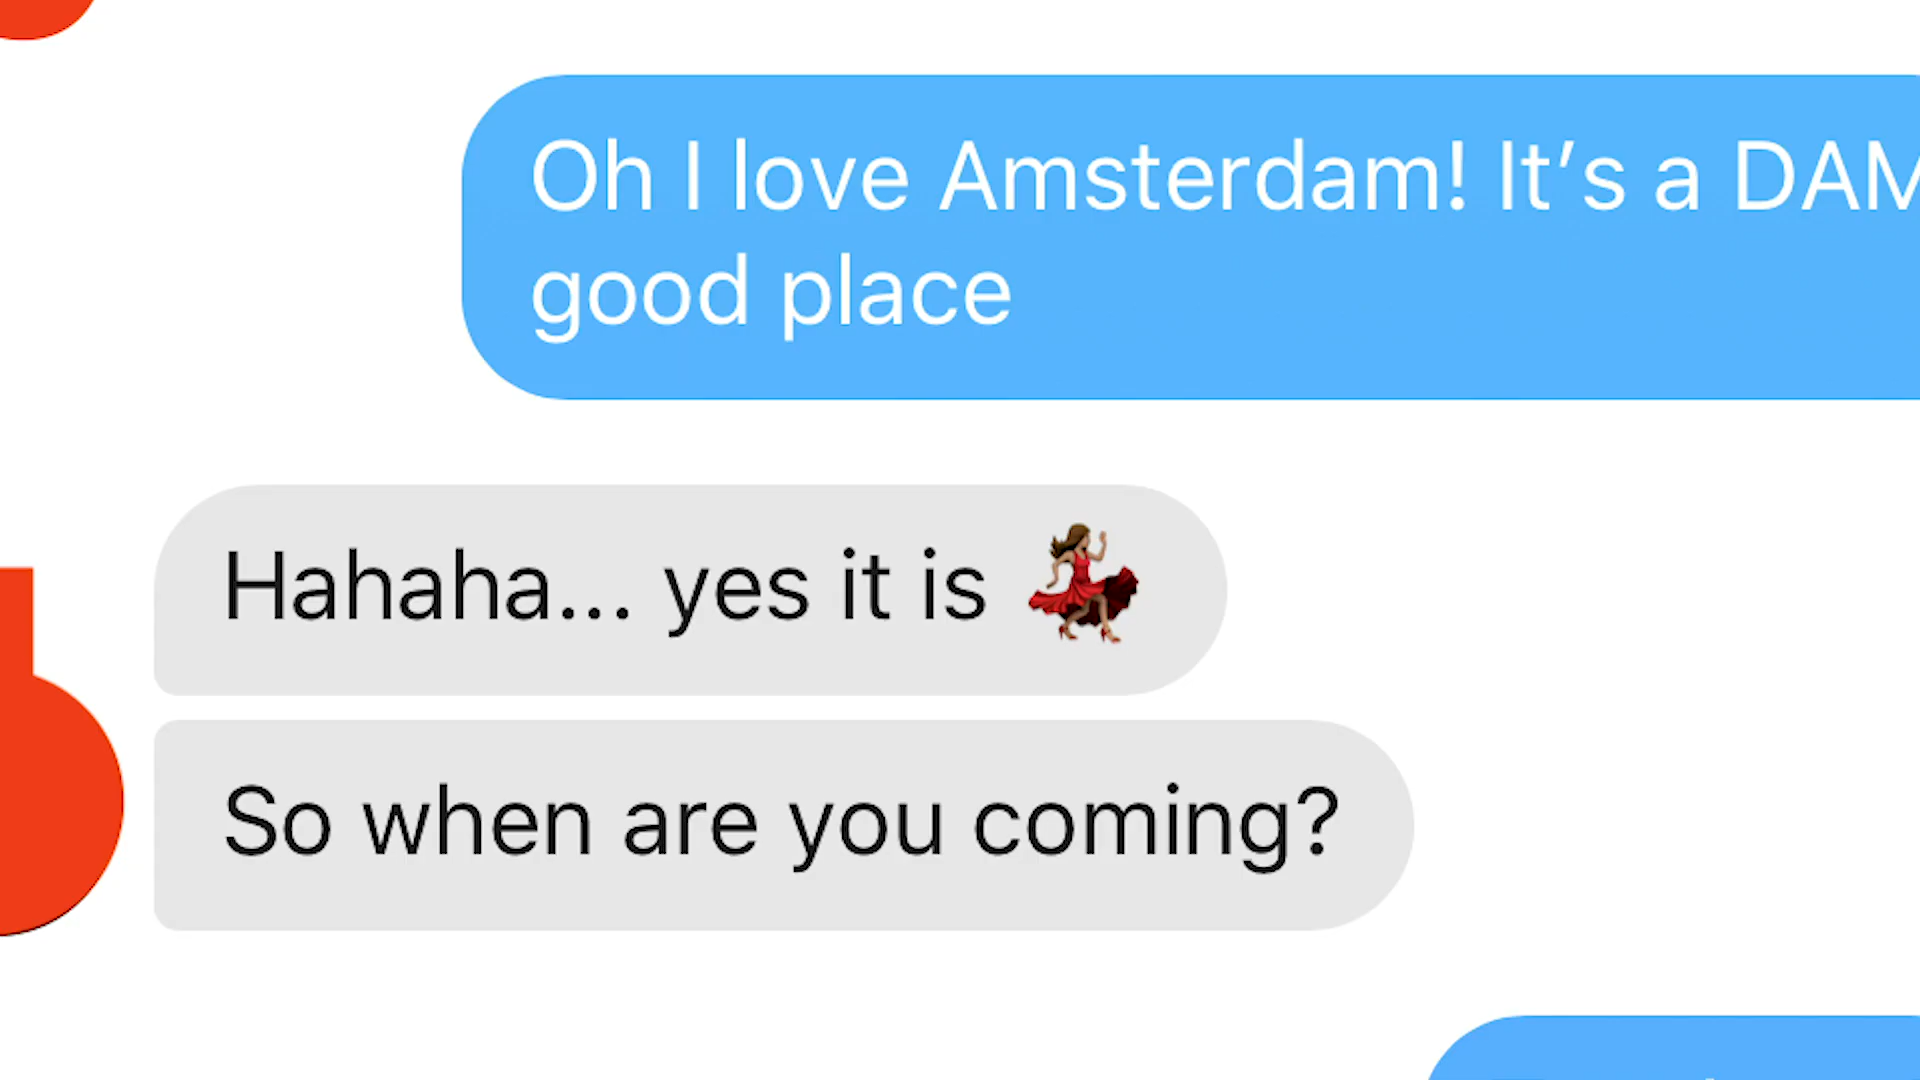 Oh I love Amsterdam! It’s a DAM
good place
Hahaha... yes it is 💃🏽
So when are you coming?